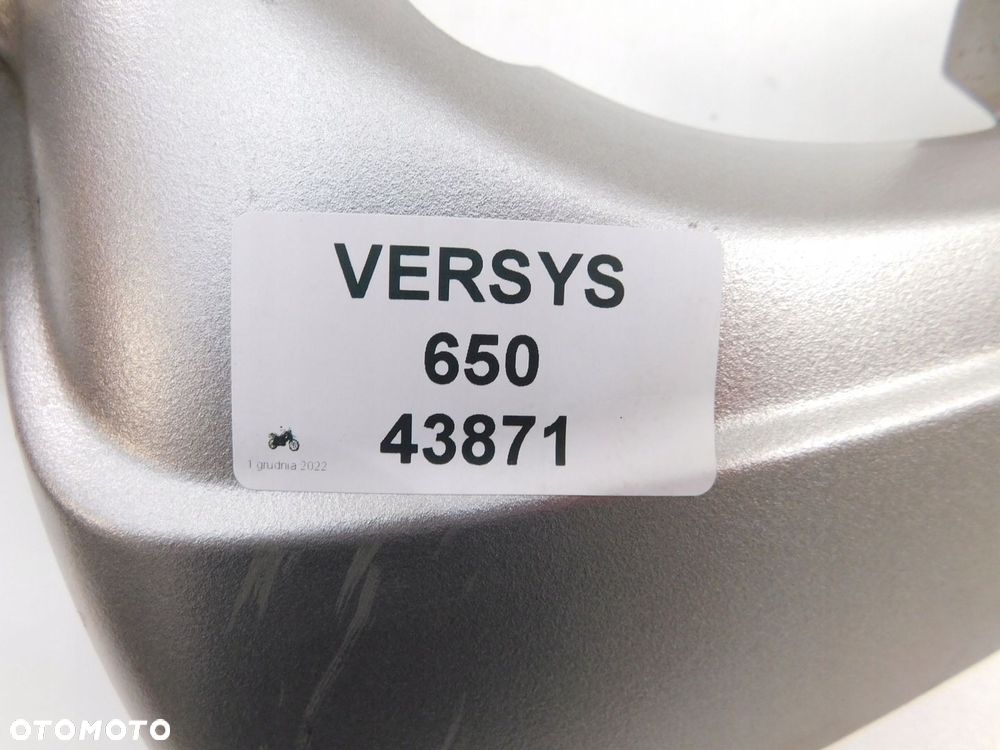 VERSYS
650
43871
1 grudnia 2022
OTOMOTO